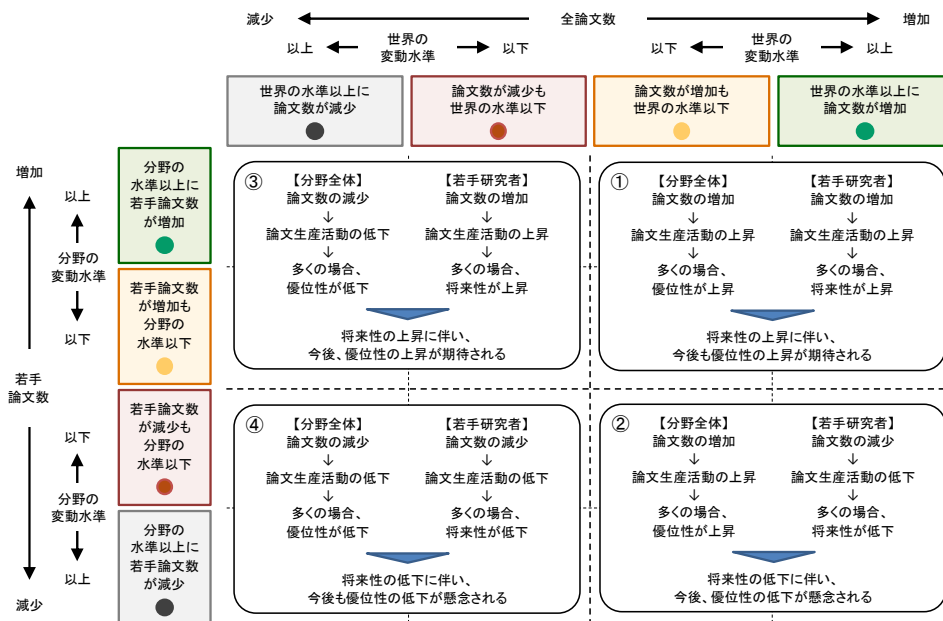 減少
全論文数
増加
以上
世界の
変動水準
以下
以下
世界の
変動水準
以上
世界の水準以上に
論文数が減少
論文数が減少も
世界の水準以下
論文数が増加も
世界の水準以下
世界の水準以上に
論文数が増加
増加
若手
論文数
減少
以上
分野の
変動水準
以下
以下
分野の
変動水準
以上
分野の
水準以上に
若手論文数
が増加
若手論文数
が増加も
分野の
水準以下
若手論文数
が減少も
分野の
水準以下
分野の
水準以上に
若手論文数
が減少
③
【分野全体】
論文数の減少
↓
論文生産活動の低下
↓
多くの場合、
優位性が低下
【若手研究者】
論文数の増加
↓
論文生産活動の上昇
↓
多くの場合、
将来性が上昇
将来性の上昇に伴い、
今後、優位性の上昇が期待される
①
【分野全体】
論文数の増加
↓
論文生産活動の上昇
↓
多くの場合、
優位性が上昇
【若手研究者】
論文数の増加
↓
論文生産活動の上昇
↓
多くの場合、
将来性が上昇
将来性の上昇に伴い、
今後も優位性の上昇が期待される
④
【分野全体】
論文数の減少
↓
論文生産活動の低下
↓
多くの場合、
優位性が低下
【若手研究者】
論文数の減少
↓
論文生産活動の低下
↓
多くの場合、
将来性が低下
将来性の低下に伴い、
今後も優位性の低下が懸念される
②
【分野全体】
論文数の増加
↓
論文生産活動の上昇
↓
多くの場合、
優位性が上昇
【若手研究者】
論文数の減少
↓
論文生産活動の低下
↓
多くの場合、
将来性が低下
将来性の低下に伴い、
今後、優位性の低下が懸念される